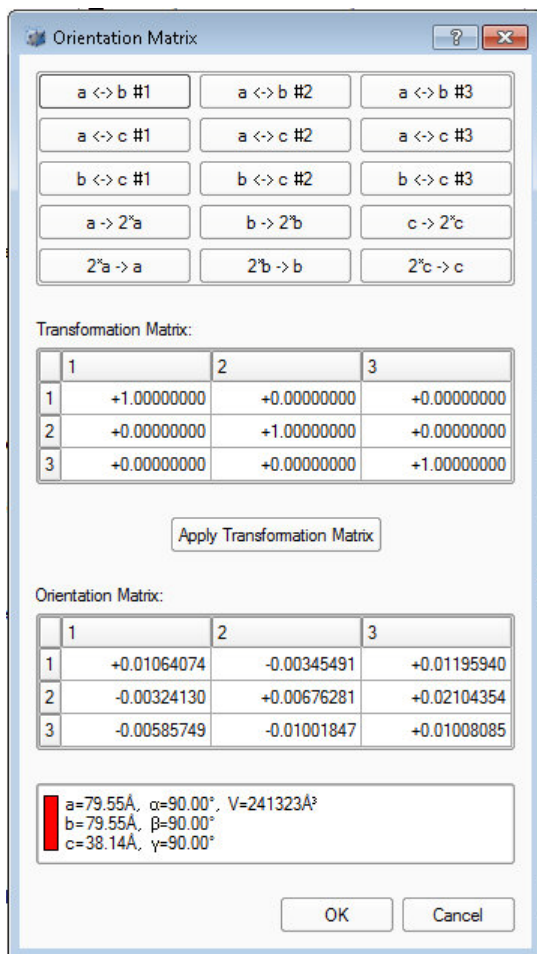 Orientation Matrix ?
a <-> b #1 a <-> b #2 a <-> b #3
a <-> c #1 a <-> c #2 a <-> c #3
b <-> c #1 b <-> c #2 b <-> c #3
a -> 2*a b -> 2*b c -> 2*c
2*a -> a 2*b -> b 2*c -> c
Transformation Matrix:
1 2 3
1 +1.00000000 +0.00000000 +0.00000000
2 +0.00000000 +1.00000000 +0.00000000
3 +0.00000000 +0.00000000 +1.00000000
Apply Transformation Matrix
Orientation Matrix:
1 2 3
1 +0.01064074 -0.00345491 +0.01195940
2 -0.00324130 +0.00676281 +0.02104354
3 -0.00585749 -0.01001847 +0.01008085
a=79.55Å, α=90.00°, V=241323Å³
b=79.55Å, β=90.00°
c=38.14Å, γ=90.00°
OK Cancel